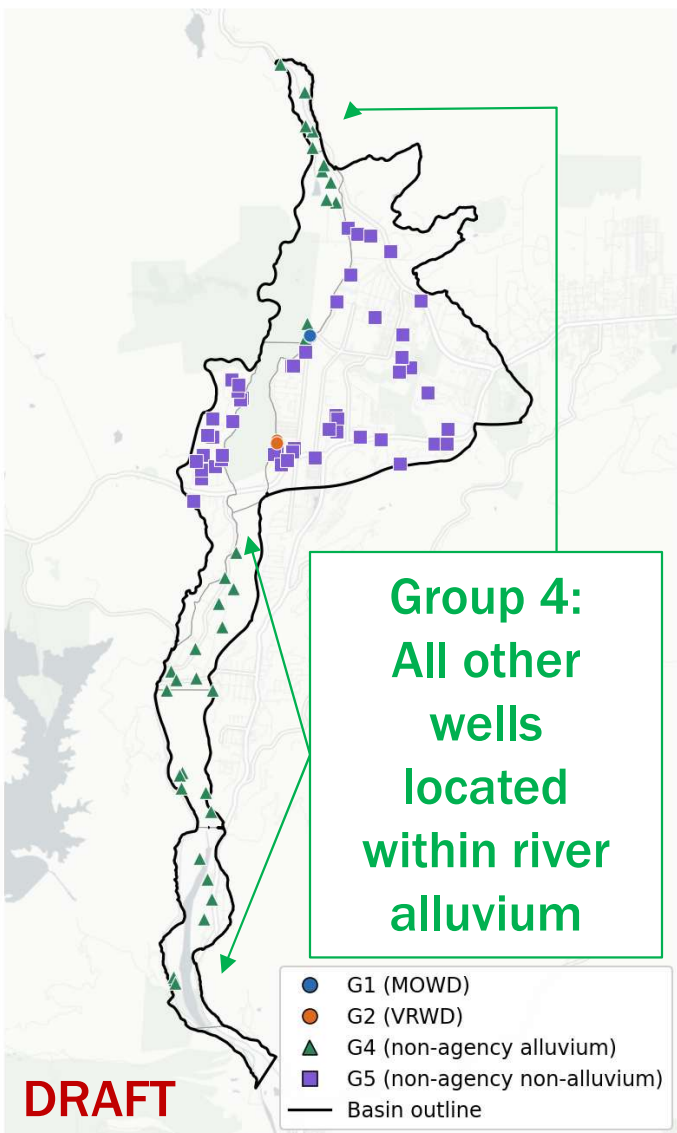 Group 4:
All other
wells
located
within river
alluvium
G1 (MOWD)
G2 (VRWD)
G4 (non-agency alluvium)
G5 (non-agency non-alluvium)
Basin outline
DRAFT